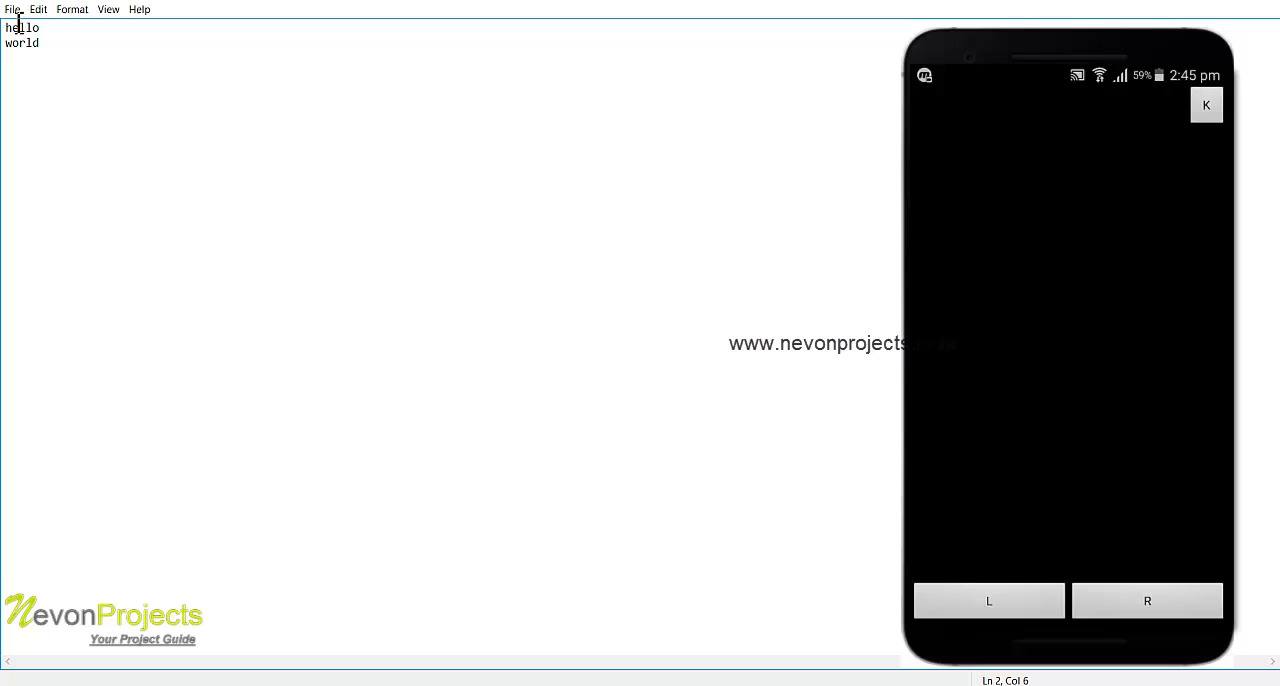 File Edit Format View Help
hello
world
59% 2:45 pm
K
www.nevonprojects
L R
NevonProjects
Your Project Guide
Ln 2, Col 6